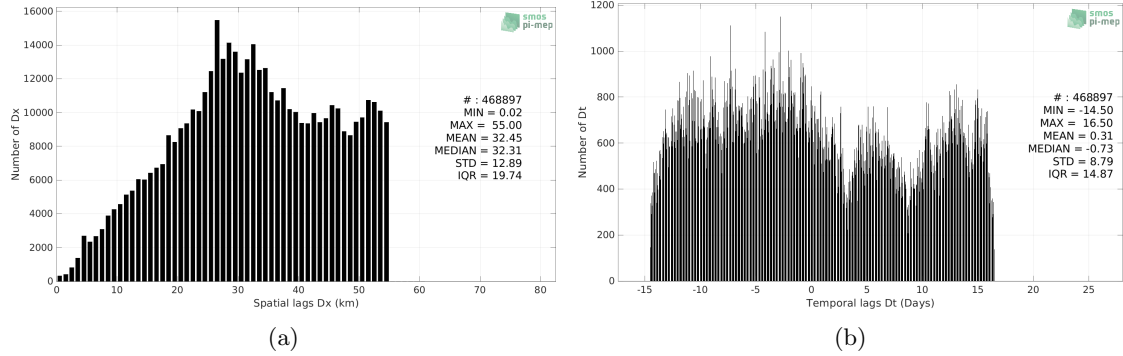 16000
14000
12000
10000
8000
6000
4000
2000
0
Number of Dx
0 10 20 30 40 50 60 70 80
Spatial lags Dx (km)
smos
pi-mep
# : 468897
MIN = 0.02
MAX = 55.00
MEAN = 32.45
MEDIAN = 32.31
STD = 12.89
IQR = 19.74
(a)
1200
1000
800
600
400
200
0
Number of Dt
-15 -10 -5 0 5 10 15 20 25
Temporal lags Dt (Days)
smos
pi-mep
# : 468897
MIN = -14.50
MAX = 16.50
MEAN = 0.31
MEDIAN = -0.73
STD = 8.79
IQR = 14.87
(b)